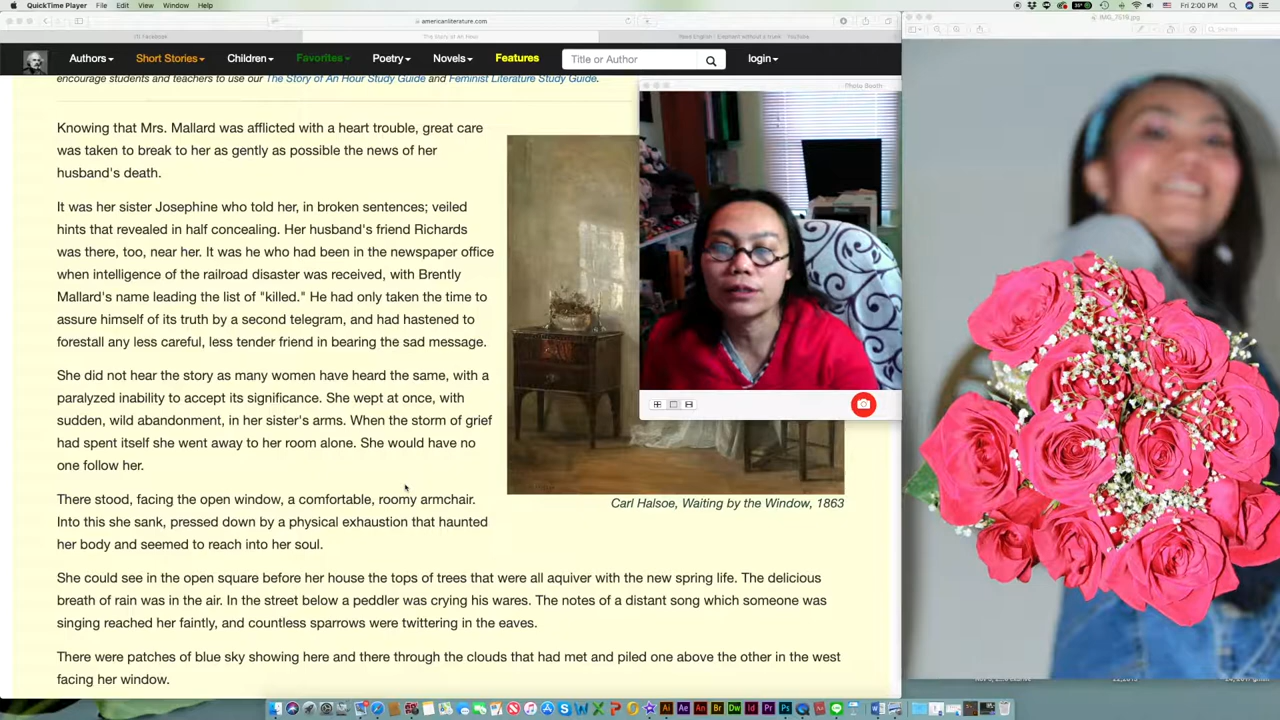 QuickTime Player File Edit View Window Help
Fri 2:00 PM
americanliterature.com
IMG_7519.jpg
Facebook
The Story of An Hour
Search
Authors Short Stories Children Favorites Poetry Novels Features Title or Author login
encourage students and teachers to use our The Story of An Hour Study Guide and Feminist Literature Study Guide.
Photo Booth
that Mrs. Mallard was afflicted with a heart trouble, great care
taken to break to her as gently as possible the news of her
husband's death.
It was her sister Josephine who told her, in broken sentences; veiled
hints that revealed in half concealing. Her husband's friend Richards
was there, too, near her. It was he who had been in the newspaper office
when intelligence of the railroad disaster was received, with Brently
Mallard's name leading the list of "killed." He had only taken the time to
assure himself of its truth by a second telegram, and had hastened to
forestall any less careful, less tender friend in bearing the sad message.
She did not hear the story as many women have heard the same, with a
paralyzed inability to accept its significance. She wept at once, with
sudden, wild abandonment, in her sister's arms. When the storm of grief
had spent itself she went away to her room alone. She would have no
one follow her.
There stood, facing the open window, a comfortable, roomy armchair.
Into this she sank, pressed down by a physical exhaustion that haunted
her body and seemed to reach into her soul.
Carl Halsoe, Waiting by the Window, 1863
She could see in the open square before her house the tops of trees that were all aquiver with the new spring life. The delicious
breath of rain was in the air. In the street below a peddler was crying his wares. The notes of a distant song which someone was
singing reached her faintly, and countless sparrows were twittering in the eaves.
There were patches of blue sky showing here and there through the clouds that had met and piled one above the other in the west
facing her window.